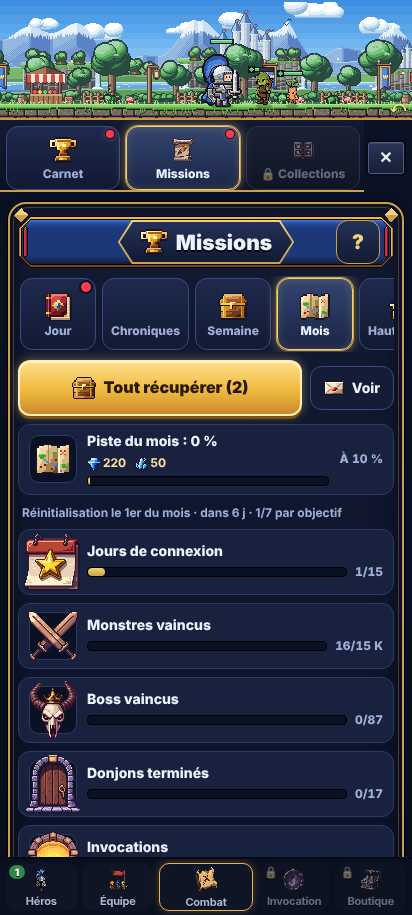 Carnet
Missions
Collections
×
Missions
?
Jour
Chroniques
Semaine
Mois
Haut
Tout récupérer (2)
Voir
Piste du mois : 0 %
220 50
À 10 %
Réinitialisation le 1er du mois · dans 6 j · 1/7 par objectif
Jours de connexion
1/15
Monstres vaincus
16/15 K
Boss vaincus
0/87
Donjons terminés
0/17
Invocations
1
Héros
Équipe
Combat
Invocation
Boutique